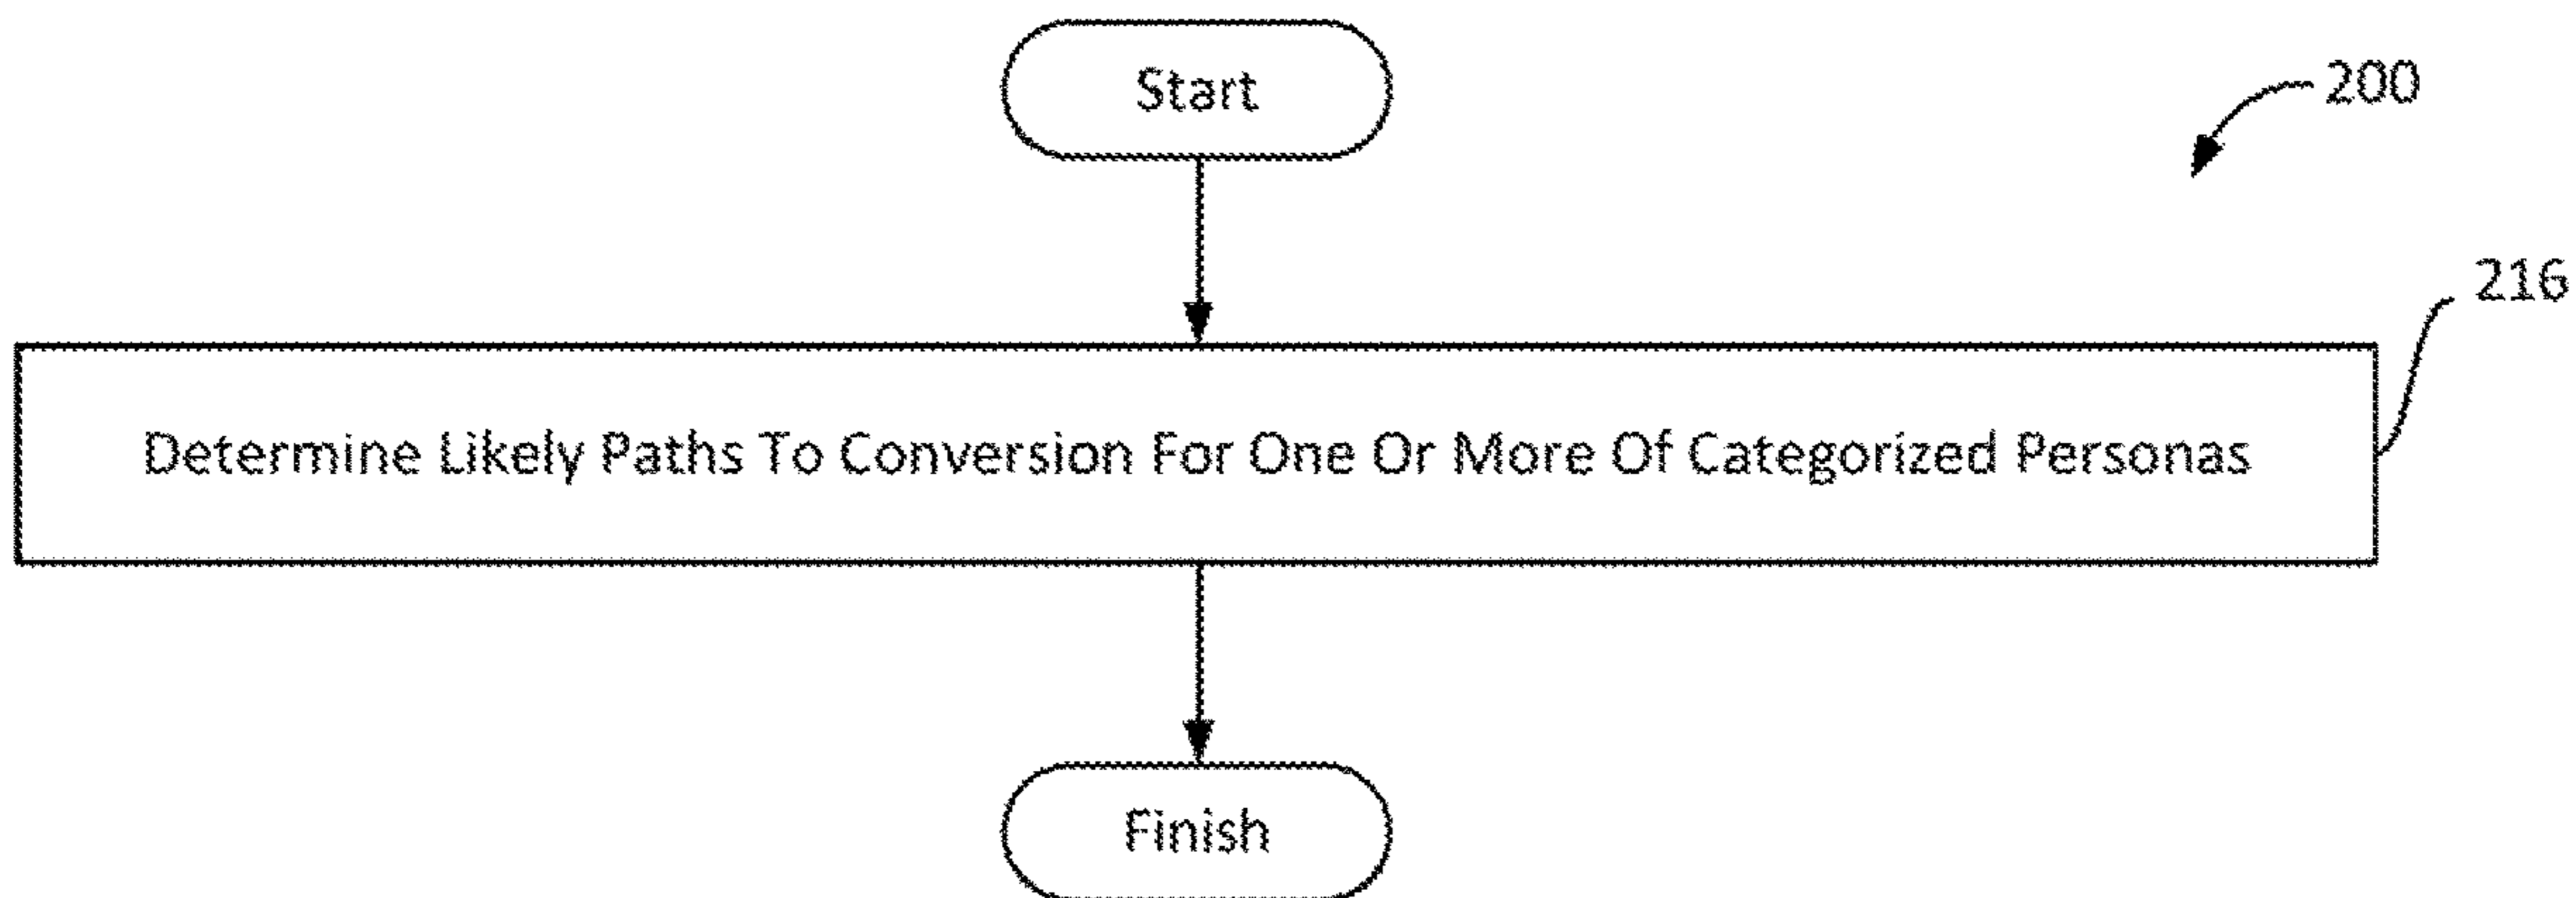 Start
200
216
Determine Likely Paths To Conversion For One Or More Of Categorized Personas
Finish